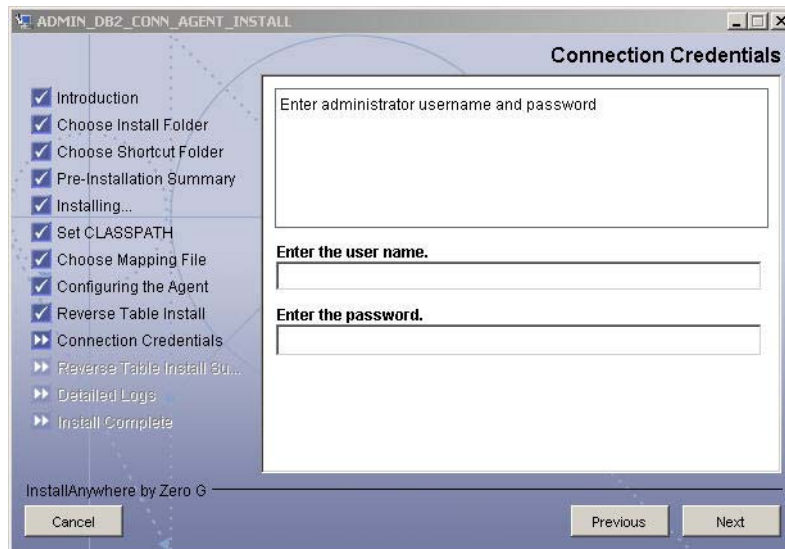 ADMIN_DB2_CONN_AGENT_INSTALL
Connection Credentials
Introduction
Choose Install Folder
Choose Shortcut Folder
Pre-Installation Summary
Installing...
Set CLASSPATH
Choose Mapping File
Configuring the Agent
Reverse Table Install
Connection Credentials
Reverse Table Install Su...
Detailed Logs
Install Complete
Enter administrator username and password
Enter the user name.
Enter the password.
InstallAnywhere by Zero G
Cancel
Previous
Next